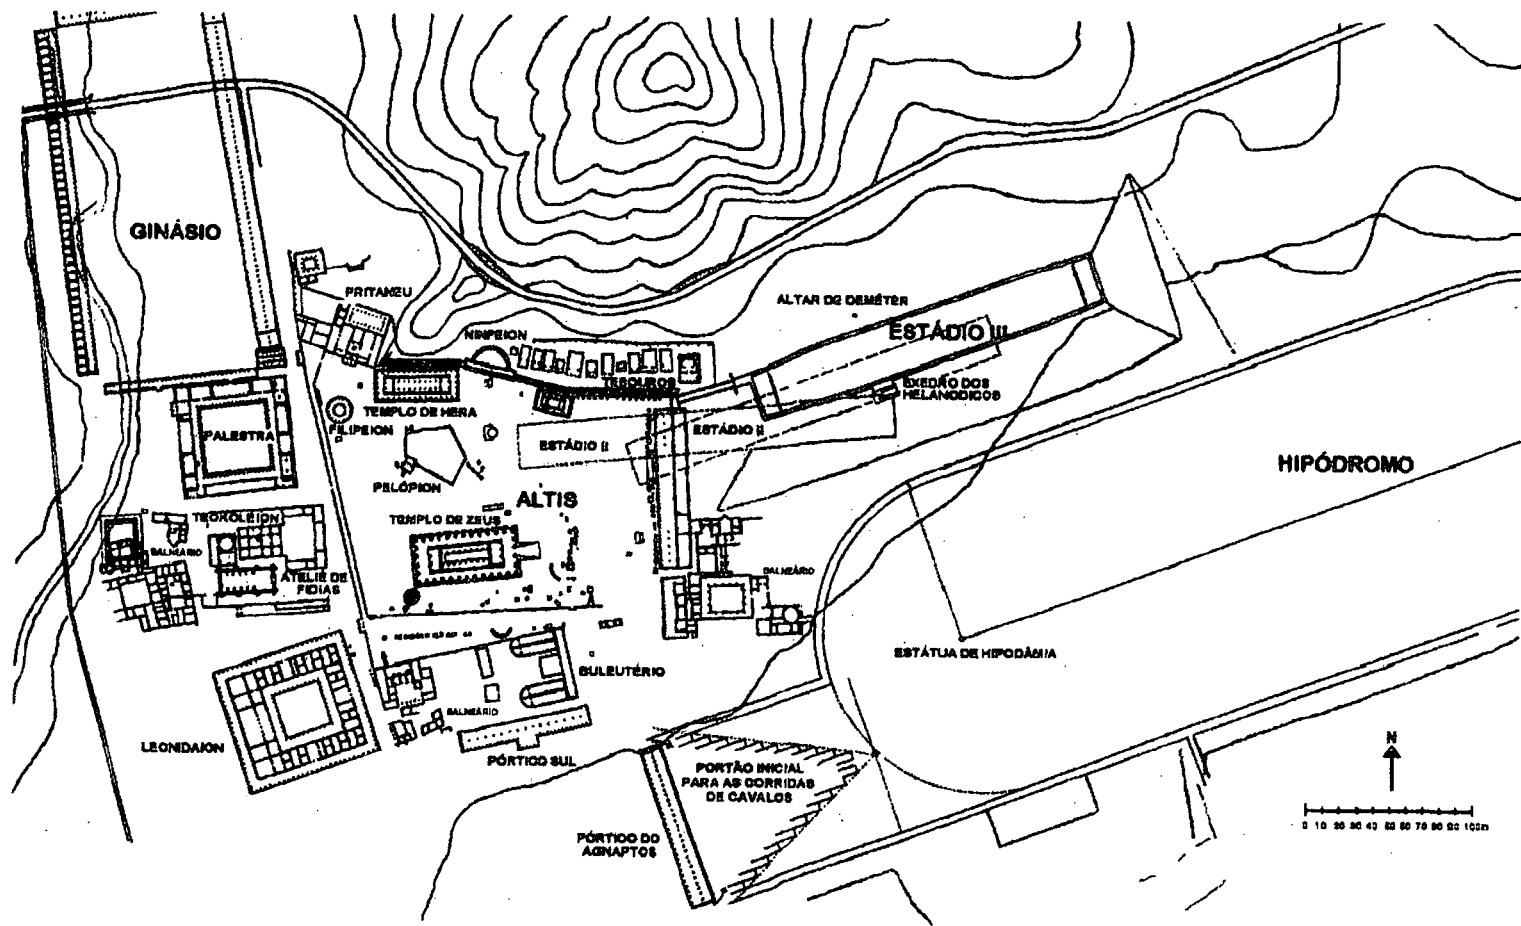 GINÁSIO
PRITANEU
NINFEION
ALTAR DE DEMÉTER
ESTÁDIO III
TESOUROS
EXEDRO DOS
HELANODICOS
TEMPLO DE HERA
FILIPEION
ESTÁDIO II
ESTÁDIO II
PALESTRA
HIPÓDROMO
PELÓPION
ALTIS
TEMPLO DE ZEUS
TEOKOLEION
BALNEÁRIO
ATELIÊ DE
FIDIAS
BALNEÁRIO
ESTÁTUA DE HIPODÂMIA
BULEUTÉRIO
BALNEÁRIO
LEONIDAION
PÓRTICO SUL
PORTÃO INICIAL
PARA AS CORRIDAS
DE CAVALOS
PÓRTICO DO
AGNAPTOS
N
0 10 20 30 40 50 60 70 80 90 100m